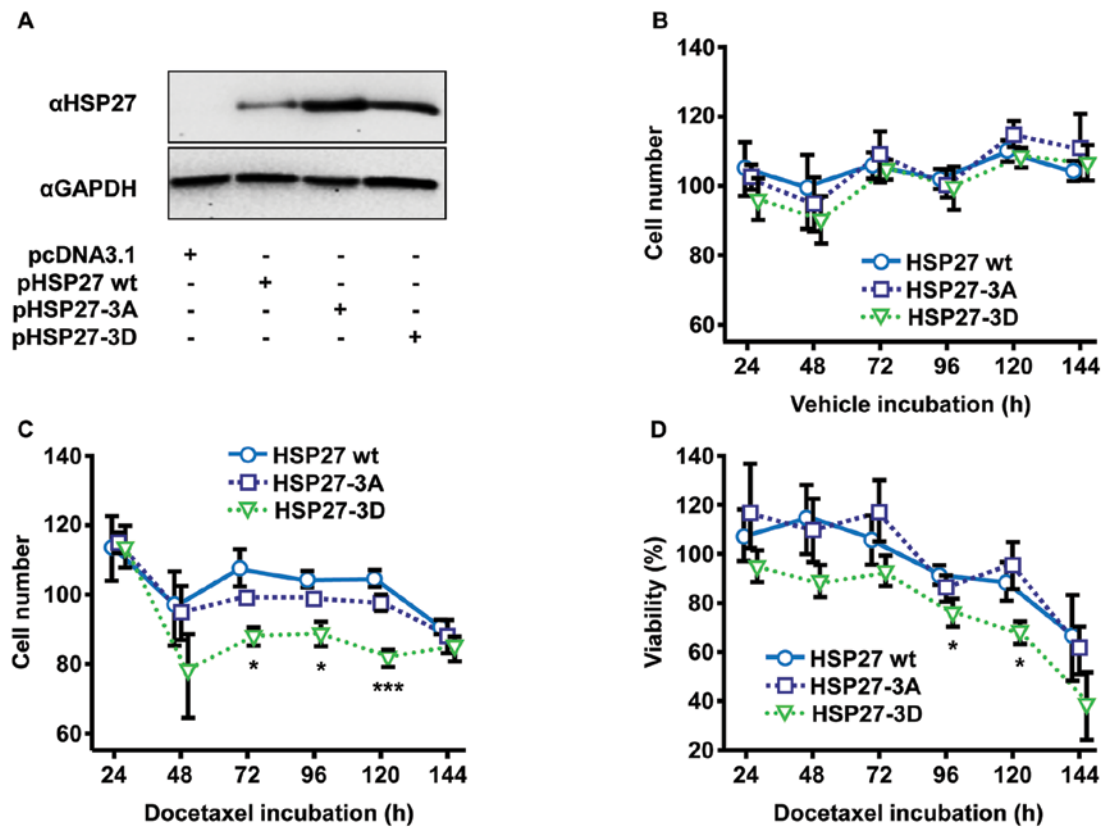 A
αHSP27
αGAPDH
pcDNA3.1 + - - -
pHSP27 wt - + - -
pHSP27-3A - - + -
pHSP27-3D - - - +
B
140
120
100
80
60
Cell number
HSP27 wt
HSP27-3A
HSP27-3D
24 48 72 96 120 144
Vehicle incubation (h)
C
140
120
100
80
60
Cell number
HSP27 wt
HSP27-3A
HSP27-3D
* * ***
24 48 72 96 120 144
Docetaxel incubation (h)
D
140
120
100
80
60
40
20
Viability (%)
HSP27 wt
HSP27-3A
HSP27-3D
* *
24 48 72 96 120 144
Docetaxel incubation (h)